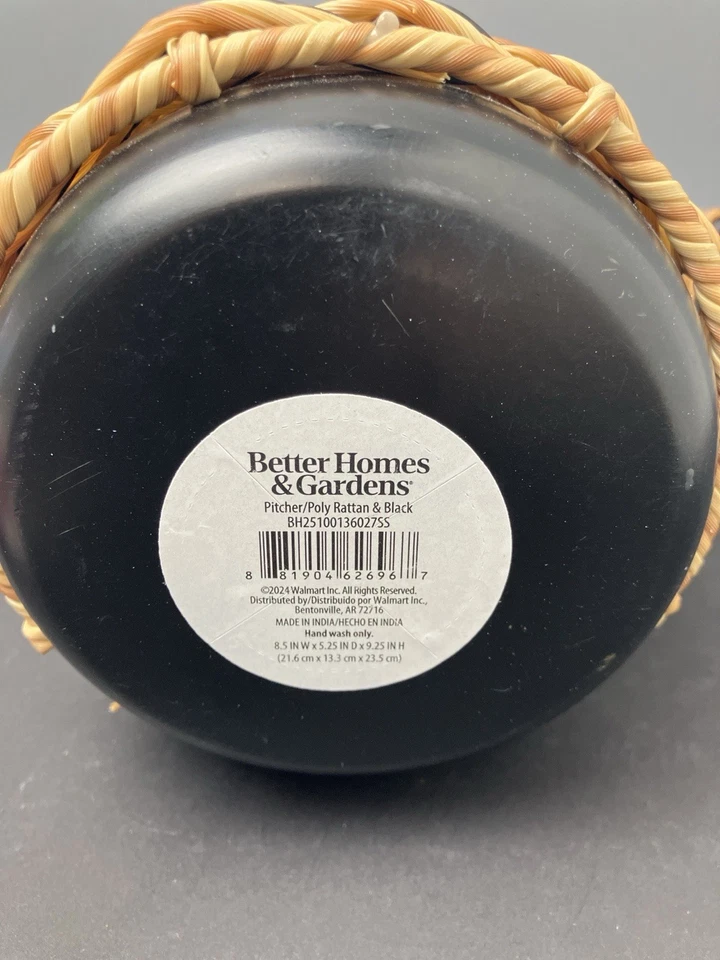 Better Homes
& Gardens®
Pitcher/Poly Rattan & Black
BH25100136027SS
8 81904 62696 7
©2024 Walmart Inc. All Rights Reserved.
Distributed by/Distribuido por Walmart Inc.,
Bentonville, AR 72716
MADE IN INDIA/HECHO EN INDIA
Hand wash only.
8.5 IN W x 5.25 IN D x 9.25 IN H
(21.6 cm x 13.3 cm x 23.5 cm)